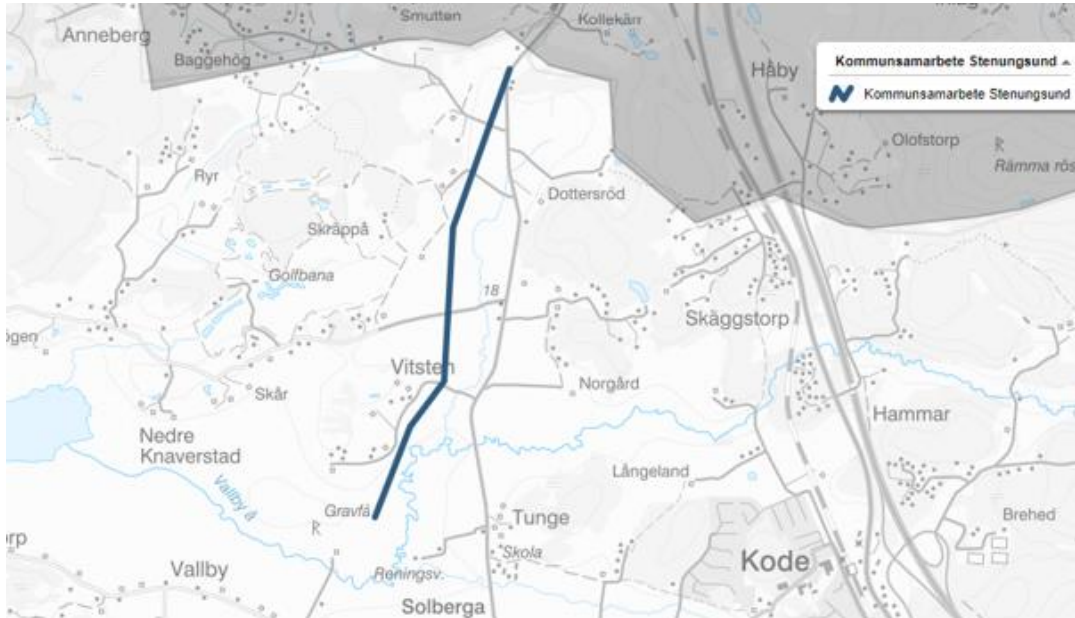 Smutten
Kollekärr
Anneberg
Baggehög
Håby
Kommunsamarbete Stenungsund
Kommunsamarbete Stenungsund
Olofstorp
R
Rämma rös
Ryr
Dottersröd
Skräppå
Golfbana
18
Skäggstorp
ögen
Vitsten
Norgård
Skår
Hammar
Nedre
Knaverstad
Långeland
Vallby å
Gravfä
R
Tunge
Brehed
Skola
Kode
rp
Vallby
Reningsv.
Solberga